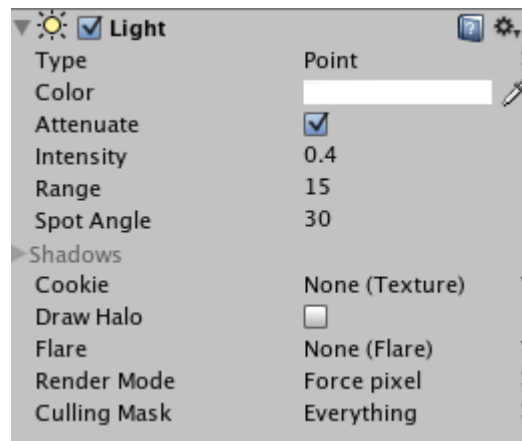 Light
Type Point
Color
Attenuate
Intensity 0.4
Range 15
Spot Angle 30
Shadows
Cookie None (Texture)
Draw Halo
Flare None (Flare)
Render Mode Force pixel
Culling Mask Everything